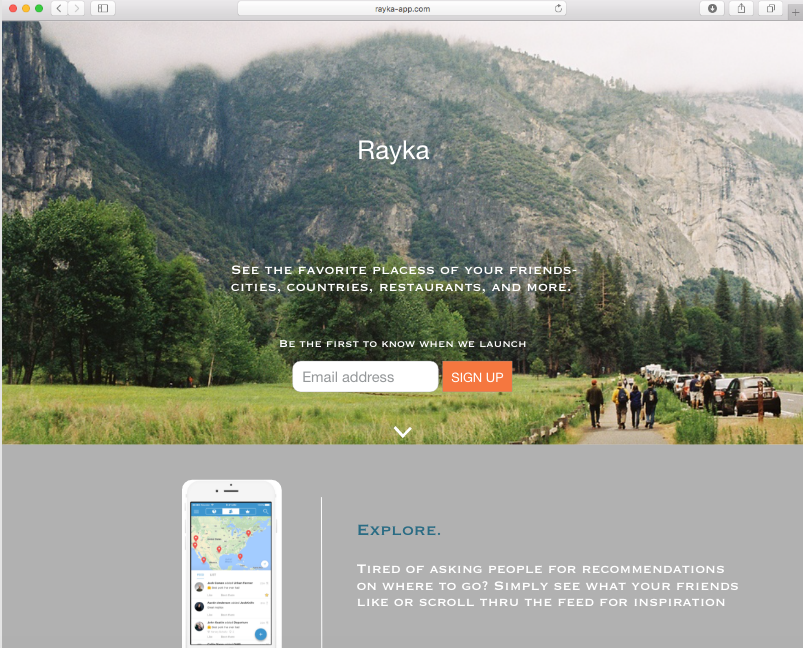 rayka-app.com
Rayka
SEE THE FAVORITE PLACESS OF YOUR FRIENDS-
CITIES, COUNTRIES, RESTAURANTS, AND MORE.
BE THE FIRST TO KNOW WHEN WE LAUNCH
Email address
SIGN UP
EXPLORE.
TIRED OF ASKING PEOPLE FOR RECOMMENDATIONS
ON WHERE TO GO? SIMPLY SEE WHAT YOUR FRIENDS
LIKE OR SCROLL THRU THE FEED FOR INSPIRATION